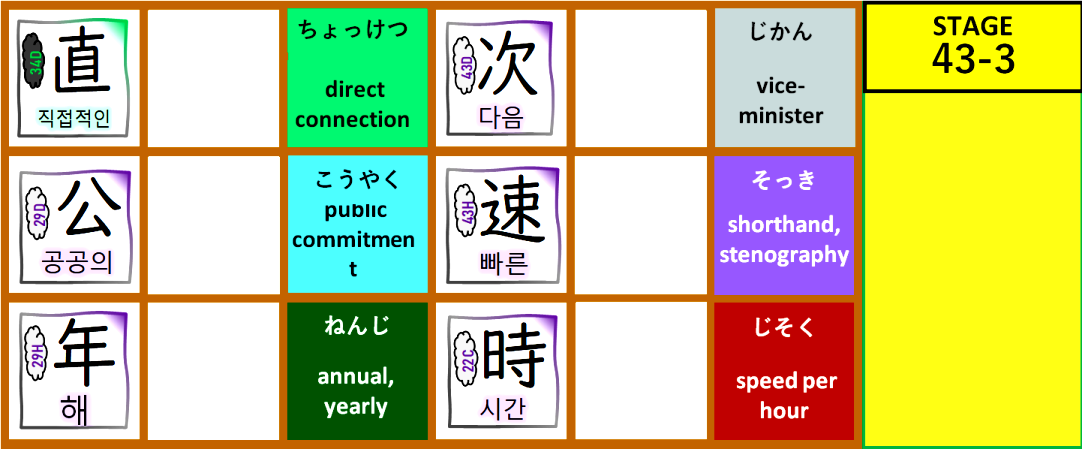 直
34D
직접적인
ちょっけつ
direct
connection
次
43D
다음
じかん
vice-
minister
STAGE
43-3
公
29D
공공의
こうやく
public
commitmen
t
速
43H
빠른
そっき
shorthand,
stenography
年
29H
해
ねんじ
annual,
yearly
時
22C
시간
じそく
speed per
hour